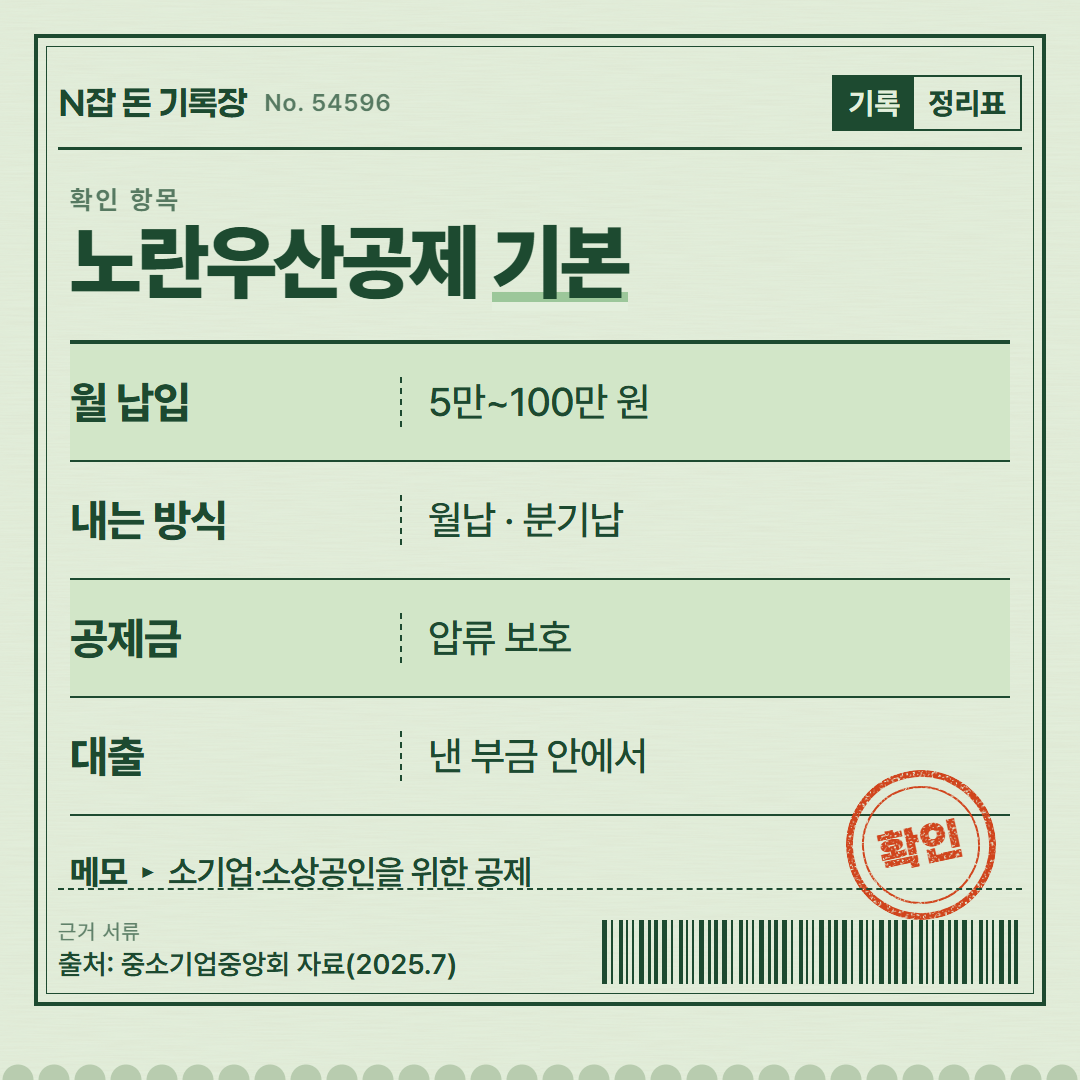 N잡 돈 기록장 No. 54596
기록 정리표
확인 항목
노란우산공제 기본
월 납입 5만~100만 원
내는 방식 월납 · 분기납
공제금 압류 보호
대출 낸 부금 안에서
확인
메모 ▸ 소기업·소상공인을 위한 공제
근거 서류
출처: 중소기업중앙회 자료(2025.7)